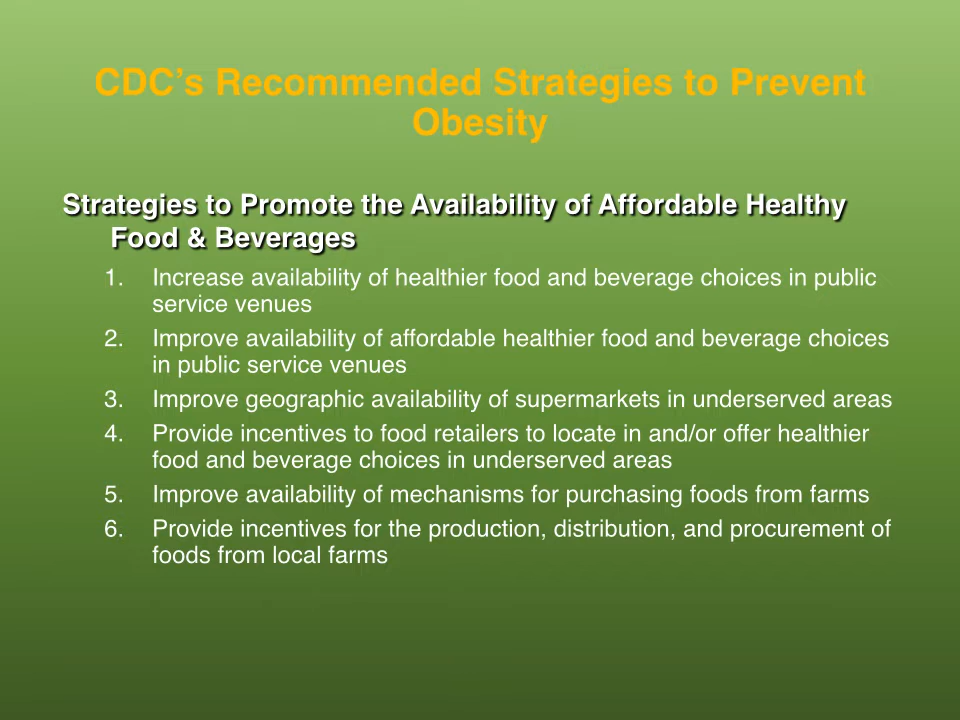 CDC’s Recommended Strategies to Prevent
Obesity
Strategies to Promote the Availability of Affordable Healthy
Food & Beverages
1. Increase availability of healthier food and beverage choices in public
service venues
2. Improve availability of affordable healthier food and beverage choices
in public service venues
3. Improve geographic availability of supermarkets in underserved areas
4. Provide incentives to food retailers to locate in and/or offer healthier
food and beverage choices in underserved areas
5. Improve availability of mechanisms for purchasing foods from farms
6. Provide incentives for the production, distribution, and procurement of
foods from local farms